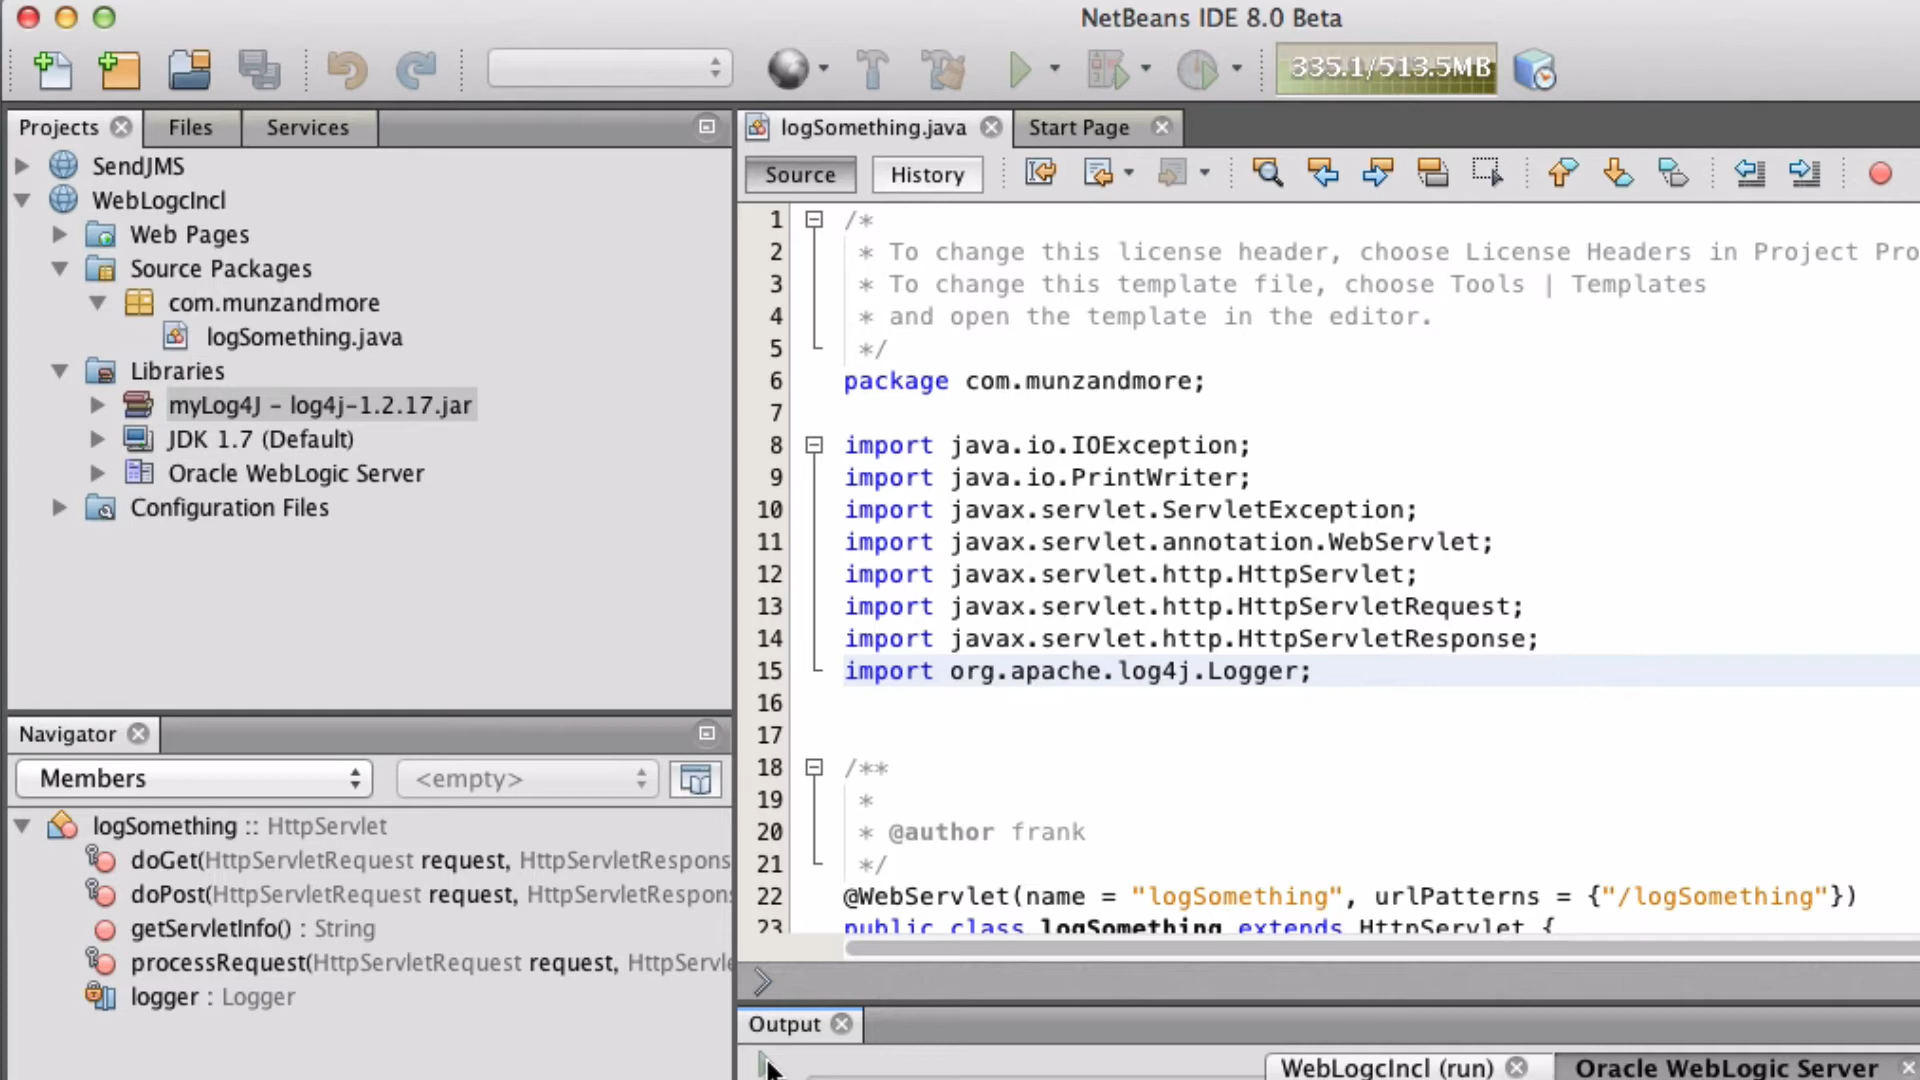 NetBeans IDE 8.0 Beta
335.1/513.5MB
Projects
Files
Services
SendJMS
WebLogcIncl
Web Pages
Source Packages
com.munzandmore
logSomething.java
Libraries
myLog4J - log4j-1.2.17.jar
JDK 1.7 (Default)
Oracle WebLogic Server
Configuration Files
Navigator
Members
<empty>
logSomething :: HttpServlet
doGet(HttpServletRequest request, HttpServletRespons
doPost(HttpServletRequest request, HttpServletRespon
getServletInfo() : String
processRequest(HttpServletRequest request, HttpServl
logger : Logger
logSomething.java
Start Page
Source
History
1 /*
2 * To change this license header, choose License Headers in Project Pro
3 * To change this template file, choose Tools | Templates
4 * and open the template in the editor.
5 */
6 package com.munzandmore;
7
8 import java.io.IOException;
9 import java.io.PrintWriter;
10 import javax.servlet.ServletException;
11 import javax.servlet.annotation.WebServlet;
12 import javax.servlet.http.HttpServlet;
13 import javax.servlet.http.HttpServletRequest;
14 import javax.servlet.http.HttpServletResponse;
15 import org.apache.log4j.Logger;
16
17
18 /**
19 *
20 * @author frank
21 */
22 @WebServlet(name = "logSomething", urlPatterns = {"/logSomething"})
23 public class logSomething extends HttpServlet {
Output
WebLogcIncl (run)
Oracle WebLogic Server